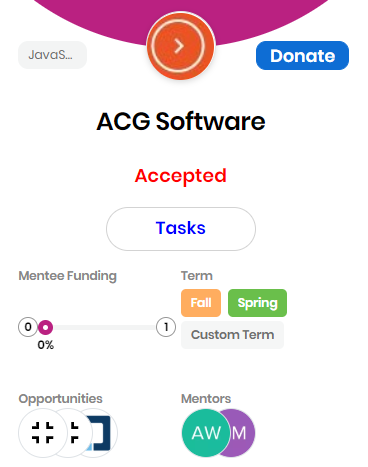 JavaS...
Donate
ACG Software
Accepted
Tasks
Mentee Funding
0
1
0%
Term
Fall
Spring
Custom Term
Opportunities
Mentors
AW
M